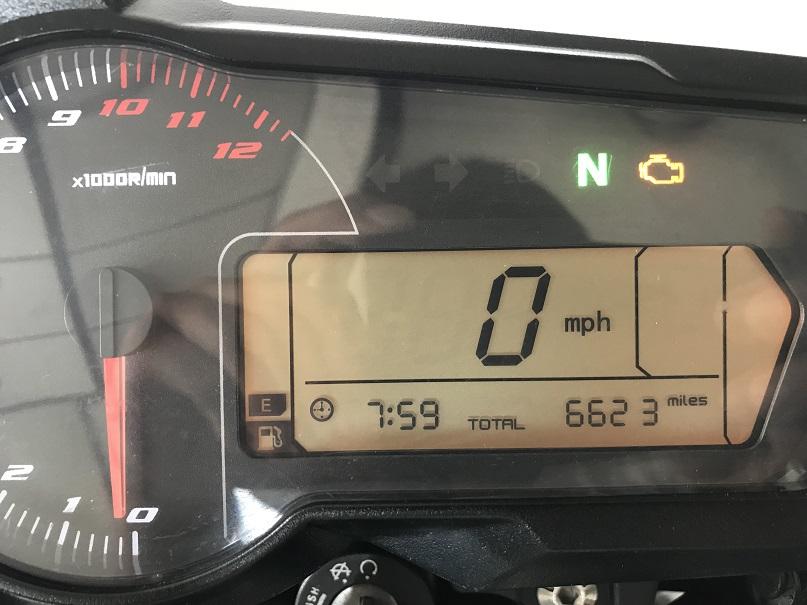 8 9 10 11 12
x1000R/min
N
0 mph
E
7:59 TOTAL 6623 miles
2 1 0